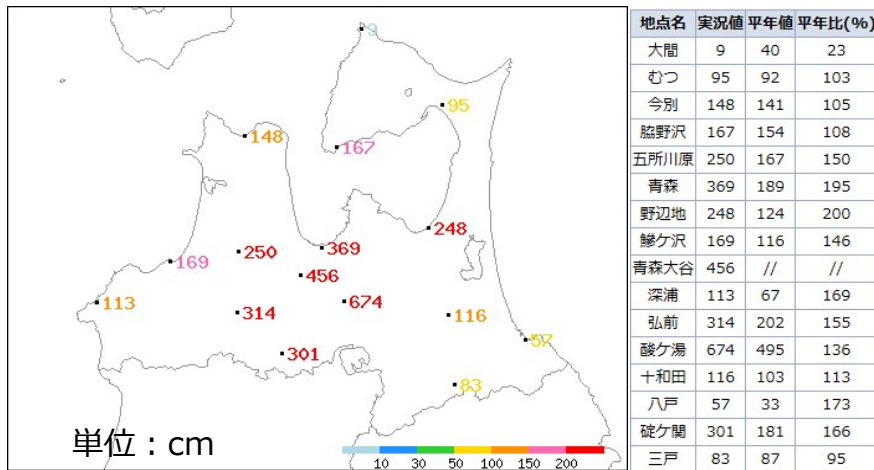 9
95
148
167
248
369
250
169
456
113
674
314
116
57
301
83
単位：cm
10 30 50 100 150 200
地点名 実況値 平年値 平年比(%)
大間 9 40 23
むつ 95 92 103
今別 148 141 105
脇野沢 167 154 108
五所川原 250 167 150
青森 369 189 195
野辺地 248 124 200
鰺ケ沢 169 116 146
青森大谷 456 // //
深浦 113 67 169
弘前 314 202 155
酸ケ湯 674 495 136
十和田 116 103 113
八戸 57 33 173
碇ケ関 301 181 166
三戸 83 87 95